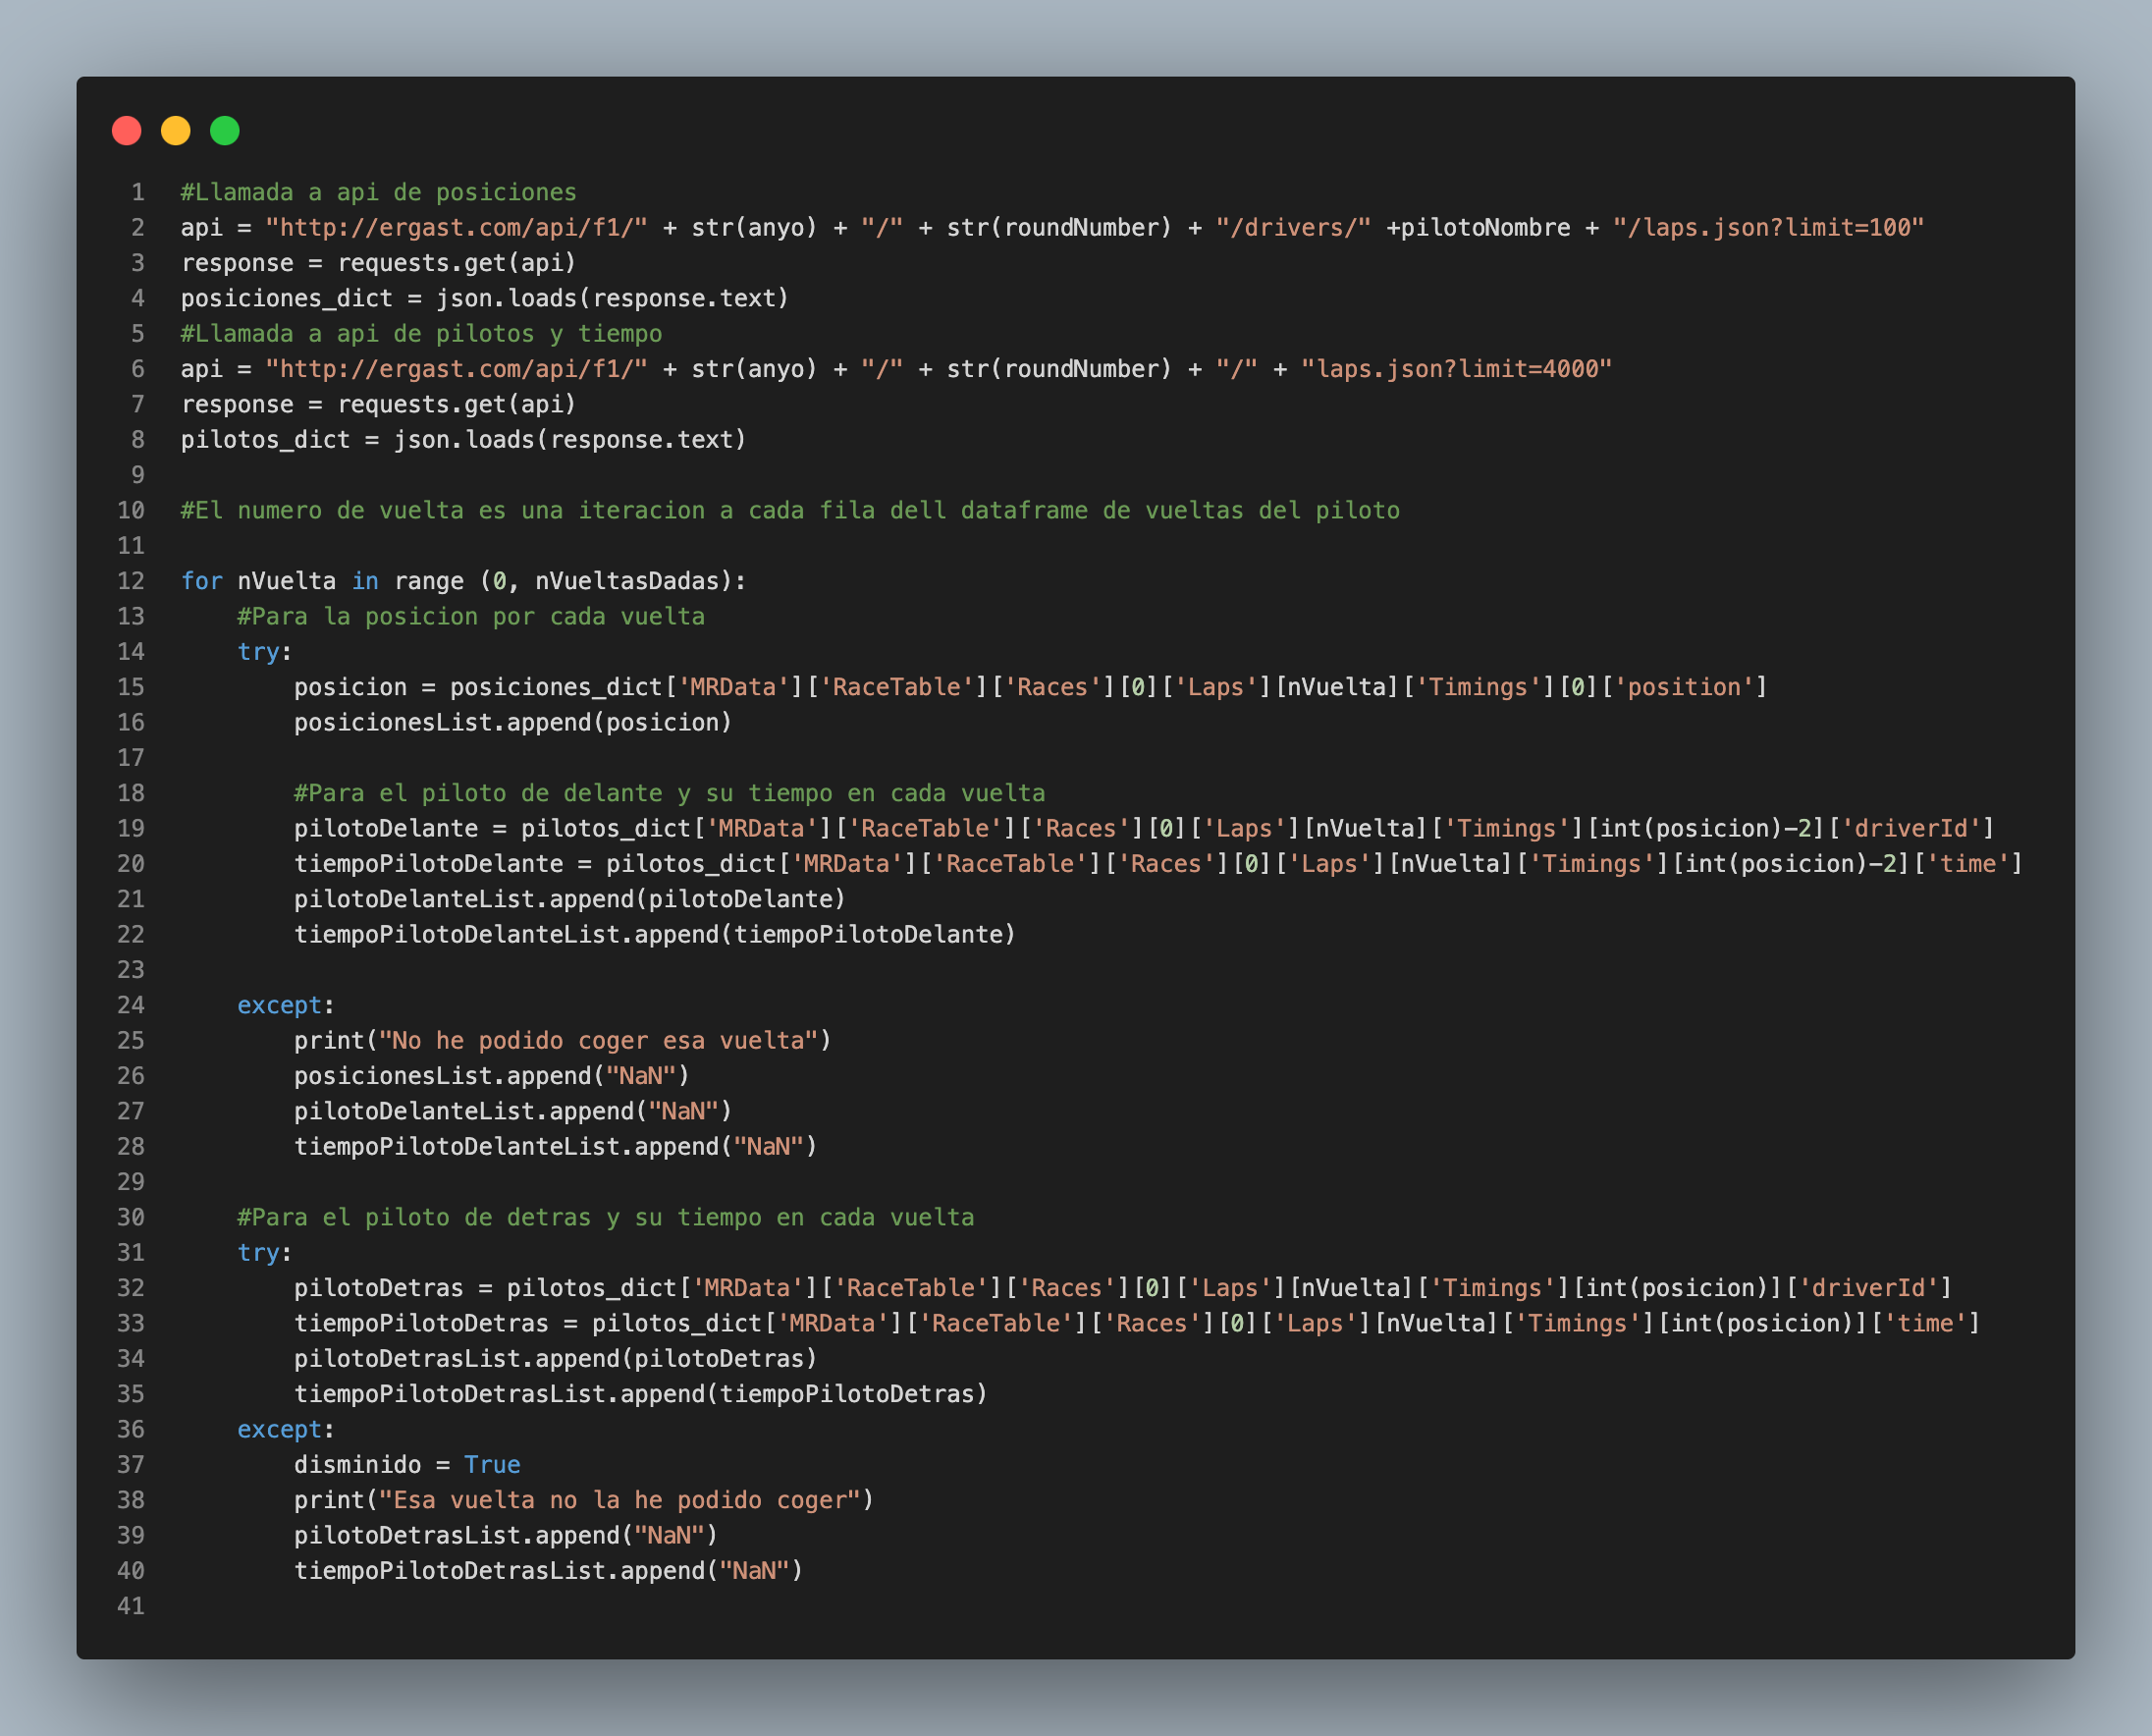 1 #Llamada a api de posiciones
2 api = "http://ergast.com/api/f1/" + str(anyo) + "/" + str(roundNumber) + "/drivers/" +pilotoNombre + "/laps.json?limit=100"
3 response = requests.get(api)
4 posiciones_dict = json.loads(response.text)
5 #Llamada a api de pilotos y tiempo
6 api = "http://ergast.com/api/f1/" + str(anyo) + "/" + str(roundNumber) + "/" + "laps.json?limit=4000"
7 response = requests.get(api)
8 pilotos_dict = json.loads(response.text)
9
10 #El numero de vuelta es una iteracion a cada fila dell dataframe de vueltas del piloto
11
12 for nVuelta in range (0, nVueltasDadas):
13     #Para la posicion por cada vuelta
14     try:
15         posicion = posiciones_dict['MRData']['RaceTable']['Races'][0]['Laps'][nVuelta]['Timings'][0]['position']
16         posicionesList.append(posicion)
17
18         #Para el piloto de delante y su tiempo en cada vuelta
19         pilotoDelante = pilotos_dict['MRData']['RaceTable']['Races'][0]['Laps'][nVuelta]['Timings'][int(posicion)-2]['driverId']
20         tiempoPilotoDelante = pilotos_dict['MRData']['RaceTable']['Races'][0]['Laps'][nVuelta]['Timings'][int(posicion)-2]['time']
21         pilotoDelanteList.append(pilotoDelante)
22         tiempoPilotoDelanteList.append(tiempoPilotoDelante)
23
24     except:
25         print("No he podido coger esa vuelta")
26         posicionesList.append("NaN")
27         pilotoDelanteList.append("NaN")
28         tiempoPilotoDelanteList.append("NaN")
29
30     #Para el piloto de detras y su tiempo en cada vuelta
31     try:
32         pilotoDetras = pilotos_dict['MRData']['RaceTable']['Races'][0]['Laps'][nVuelta]['Timings'][int(posicion)]['driverId']
33         tiempoPilotoDetras = pilotos_dict['MRData']['RaceTable']['Races'][0]['Laps'][nVuelta]['Timings'][int(posicion)]['time']
34         pilotoDetrasList.append(pilotoDetras)
35         tiempoPilotoDetrasList.append(tiempoPilotoDetras)
36     except:
37         disminido = True
38         print("Esa vuelta no la he podido coger")
39         pilotoDetrasList.append("NaN")
40         tiempoPilotoDetrasList.append("NaN")
41